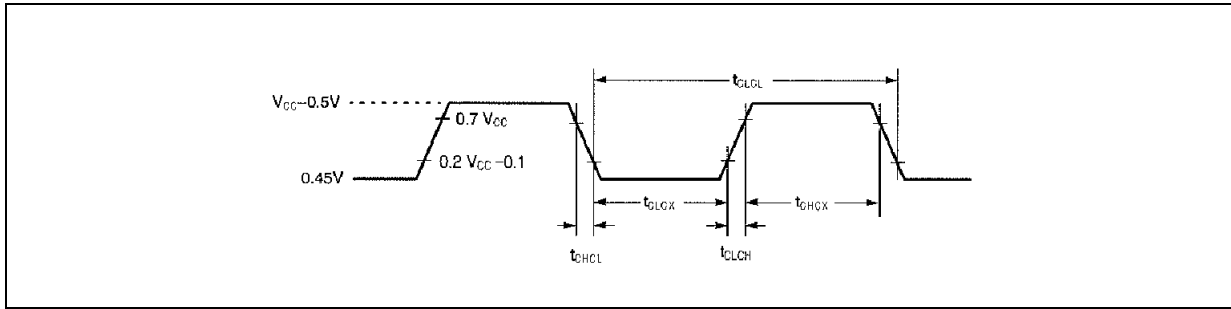 tCLCL
VCC–0.5V
0.7 VCC
0.2 VCC–0.1
0.45V
tCLCX
tCHCX
tCHCL
tCLCH